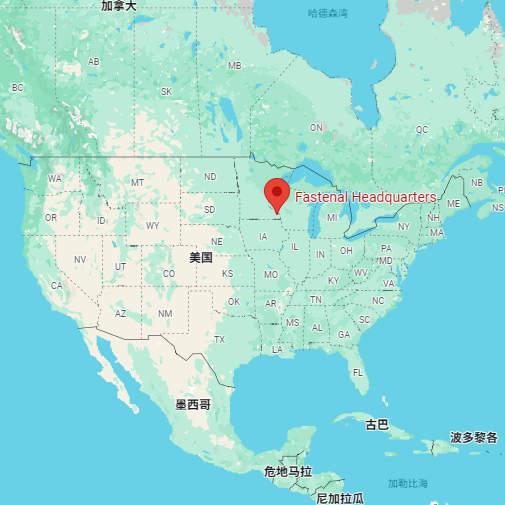 加拿大
哈德森湾
AB
MB
BC
SK
ON
QC
WA
MT
ND
NB
OR
ID
WY
SD
Fastenal Headquarters
MI
ME
NS
NH
NY
MA
NE
IA
IL
IN
OH
PA
MD
NV
UT
CO
美国
KS
MO
KY
WV
VA
CA
AZ
NM
OK
AR
TN
NC
SC
MS
AL
GA
TX
LA
FL
墨西哥
古巴
波多黎各
危地马拉
加勒比海
尼加拉瓜